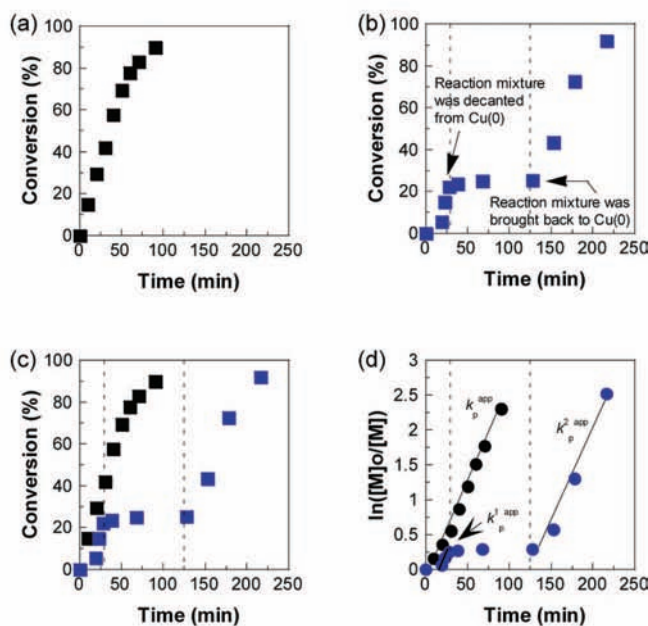 (a)
100
80
60
40
20
0
Conversion (%)
0 50 100 150 200 250
Time (min)
(b)
100
80
60
40
20
0
Conversion (%)
Reaction mixture
was decanted
from Cu(0)
Reaction mixture was
brought back to Cu(0)
0 50 100 150 200 250
Time (min)
(c)
100
80
60
40
20
0
Conversion (%)
0 50 100 150 200 250
Time (min)
(d)
3
2.5
2
1.5
1
0.5
0
ln([M]o/[M]
kp app
kp1 app
kp2 app
0 50 100 150 200 250
Time (min)